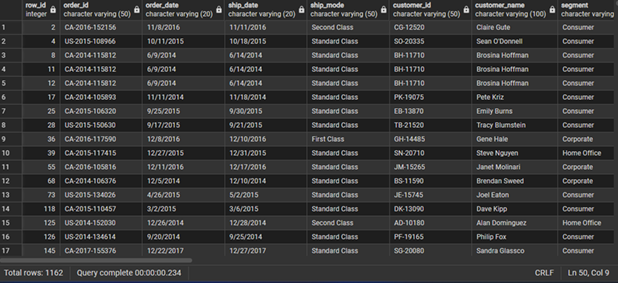 row_id order_id order_date ship_date ship_mode customer_id customer_name segment
integer character varying (50) character varying (20) character varying (20) character varying (50) character varying (50) character varying (100) character varying
1 2 CA-2016-152156 11/8/2016 11/11/2016 Second Class CG-12520 Claire Gute Consumer
2 4 US-2015-108966 10/11/2015 10/18/2015 Standard Class SO-20335 Sean O'Donnell Consumer
3 8 CA-2014-115812 6/9/2014 6/14/2014 Standard Class BH-11710 Brosina Hoffman Consumer
4 11 CA-2014-115812 6/9/2014 6/14/2014 Standard Class BH-11710 Brosina Hoffman Consumer
5 12 CA-2014-115812 6/9/2014 6/14/2014 Standard Class BH-11710 Brosina Hoffman Consumer
6 17 CA-2014-105893 11/11/2014 11/18/2014 Standard Class PK-19075 Pete Kriz Consumer
7 25 CA-2015-106320 9/25/2015 9/30/2015 Standard Class EB-13870 Emily Burns Consumer
8 28 US-2015-150630 9/17/2015 9/21/2015 Standard Class TB-21520 Tracy Blumstein Consumer
9 36 CA-2016-117590 12/8/2016 12/10/2016 First Class GH-14485 Gene Hale Corporate
10 39 CA-2015-117415 12/27/2015 12/31/2015 Standard Class SN-20710 Steve Nguyen Home Office
11 55 CA-2016-105816 12/11/2016 12/17/2016 Standard Class JM-15265 Janet Molinari Corporate
12 68 CA-2014-106376 12/5/2014 12/10/2014 Standard Class BS-11590 Brendan Sweed Corporate
13 73 US-2015-134026 4/26/2015 5/2/2015 Standard Class JE-15745 Joel Eaton Consumer
14 118 CA-2015-110457 3/2/2015 3/6/2015 Standard Class DK-13090 Dave Kipp Consumer
15 125 US-2014-152030 12/26/2014 12/28/2014 Second Class AD-10180 Alan Dominguez Home Office
16 126 US-2014-134614 9/20/2014 9/25/2014 Standard Class PF-19165 Philip Fox Consumer
17 145 CA-2017-155376 12/22/2017 12/27/2017 Standard Class SG-20080 Sandra Glassco Consumer
Total rows: 1162 Query complete 00:00:00.234 CRLF Ln 50, Col 9